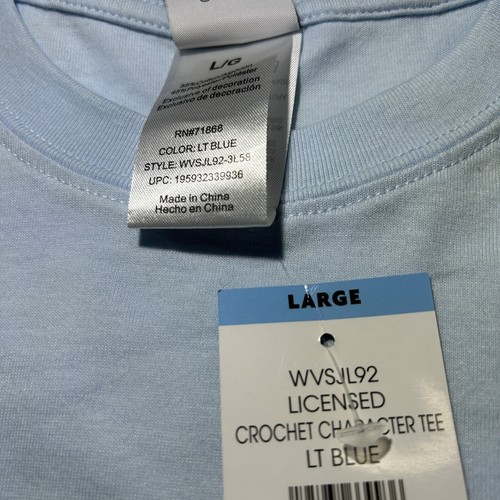 L/G
Exclusive of decoration
Exclusivo de decoración
RN#71868
COLOR: LT BLUE
STYLE: WVSJL92-3L58
UPC: 195932339936
Made in China
Hecho en China
LARGE
WVSJL92
LICENSED
CROCHET CHARACTER TEE
LT BLUE